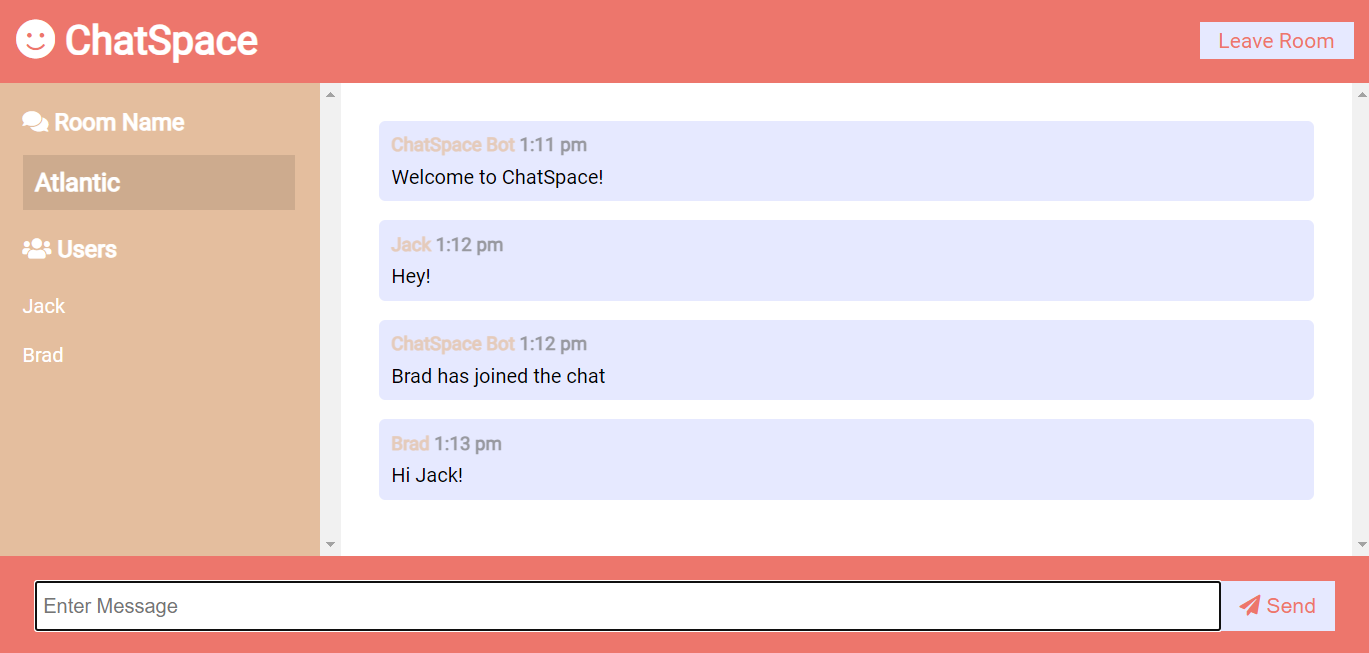 ChatSpace
Leave Room
Room Name
Atlantic
Users
Jack
Brad
ChatSpace Bot 1:11 pm
Welcome to ChatSpace!
Jack 1:12 pm
Hey!
ChatSpace Bot 1:12 pm
Brad has joined the chat
Brad 1:13 pm
Hi Jack!
Enter Message
Send